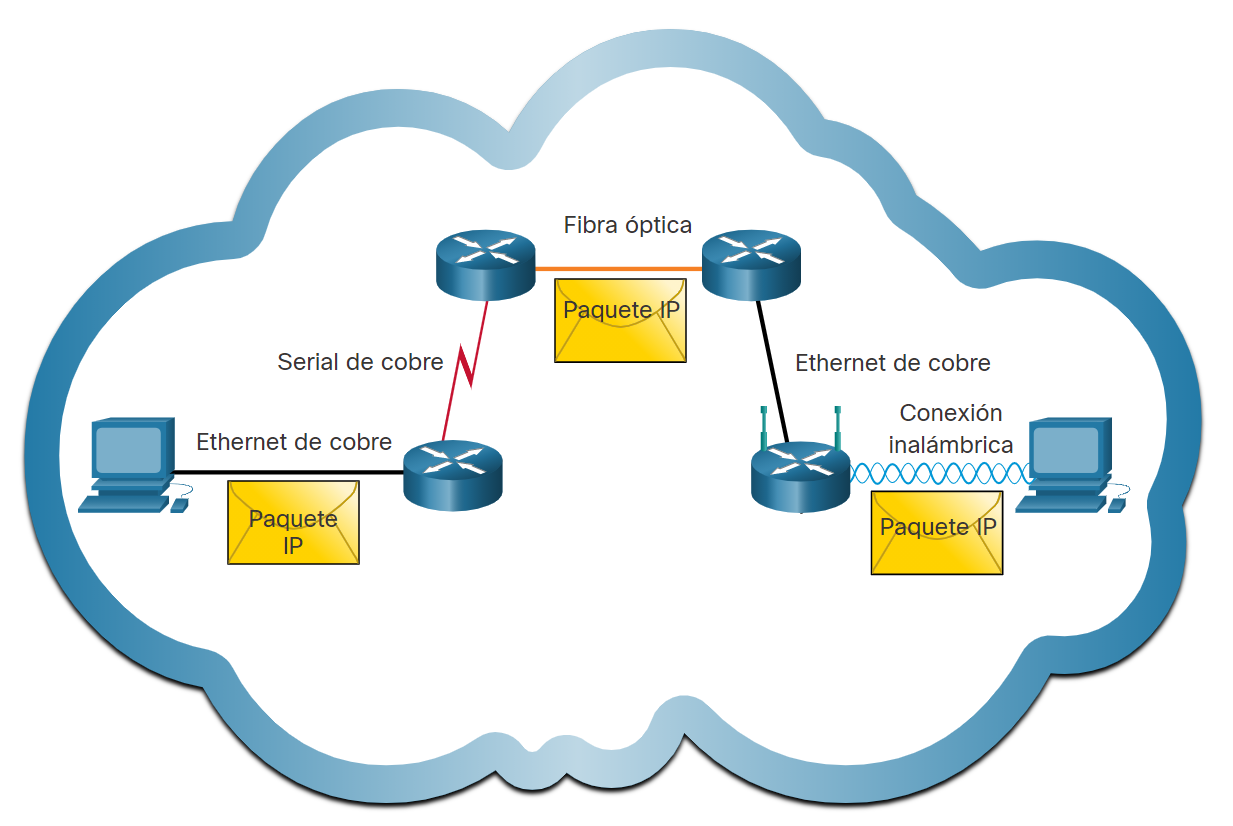 Fibra óptica
Paquete IP
Serial de cobre
Ethernet de cobre
Ethernet de cobre
Paquete
IP
Conexión
inalámbrica
Paquete IP